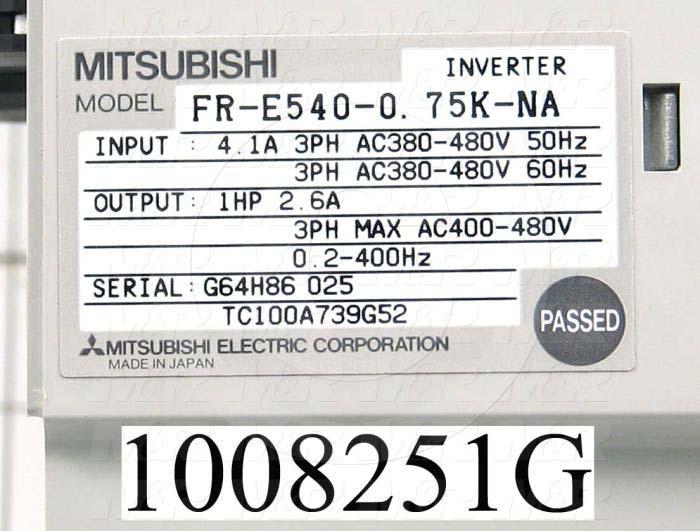 MITSUBISHI
INVERTER
MODEL FR-E540-0.75K-NA
INPUT : 4.1A 3PH AC380-480V 50Hz
3PH AC380-480V 60Hz
OUTPUT: 1HP 2.6A
3PH MAX AC400-480V
0.2-400Hz
SERIAL: G64H86 025
TC100A739G52
PASSED
MITSUBISHI ELECTRIC CORPORATION
MADE IN JAPAN
1008251G